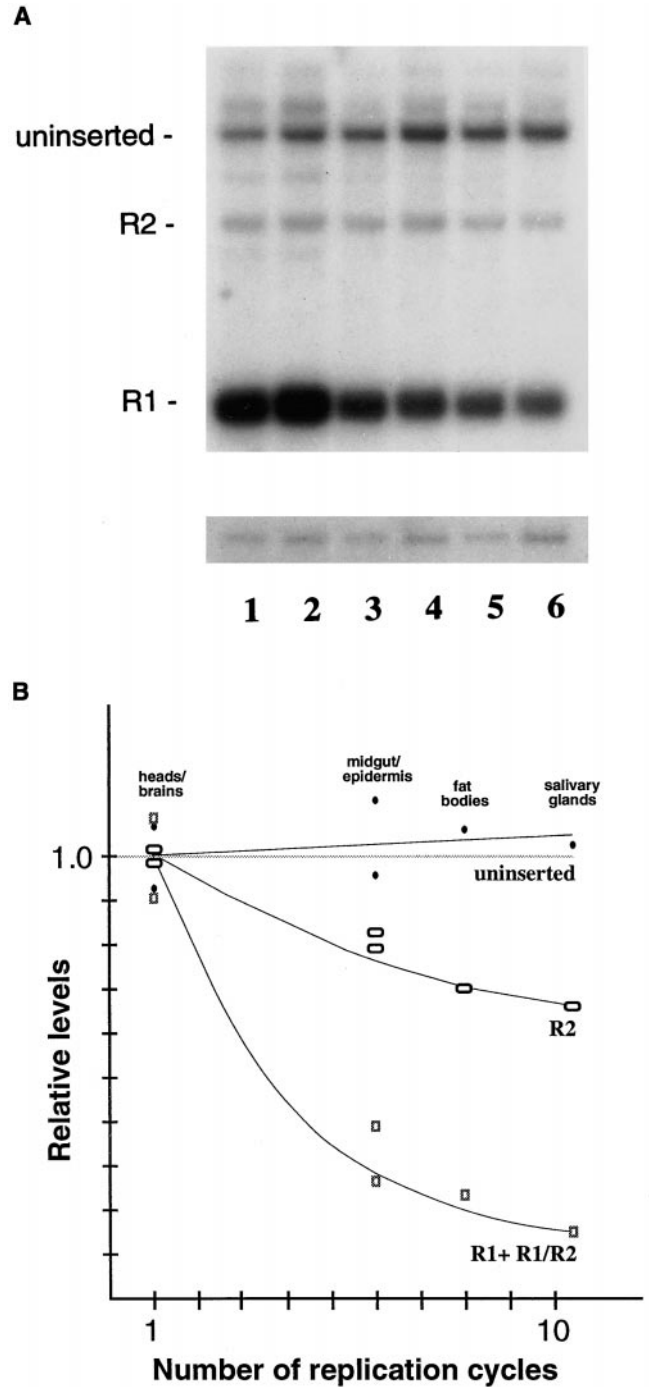 A
uninserted -
R2 -
R1 -
1 2 3 4 5 6
B
heads/
brains
midgut/
epidermis
fat
bodies
salivary
glands
1.0
uninserted
R2
R1+ R1/R2
Relative levels
1 10
Number of replication cycles